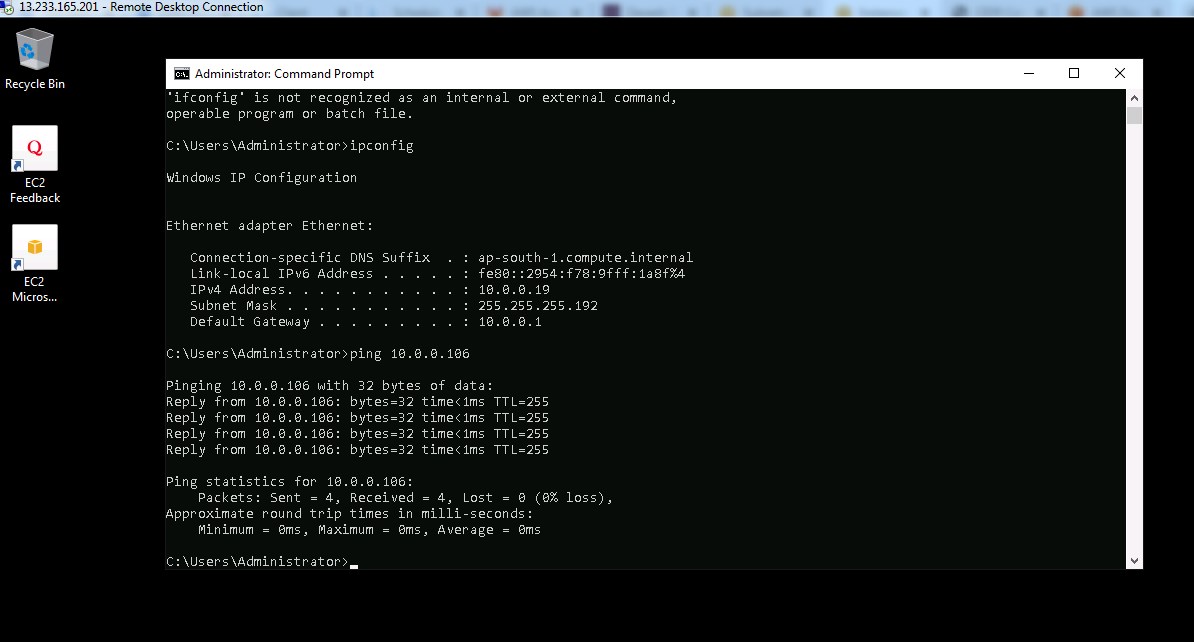 13.233.165.201 - Remote Desktop Connection
Recycle Bin
EC2
Feedback
EC2
Micros...
Administrator: Command Prompt
'ifconfig' is not recognized as an internal or external command,
operable program or batch file.
C:\Users\Administrator>ipconfig
Windows IP Configuration
Ethernet adapter Ethernet:
Connection-specific DNS Suffix  . : ap-south-1.compute.internal
Link-local IPv6 Address . . . . . : fe80::2954:f78:9fff:1a8f%4
IPv4 Address. . . . . . . . . . . : 10.0.0.19
Subnet Mask . . . . . . . . . . . : 255.255.255.192
Default Gateway . . . . . . . . . : 10.0.0.1
C:\Users\Administrator>ping 10.0.0.106
Pinging 10.0.0.106 with 32 bytes of data:
Reply from 10.0.0.106: bytes=32 time<1ms TTL=255
Reply from 10.0.0.106: bytes=32 time<1ms TTL=255
Reply from 10.0.0.106: bytes=32 time<1ms TTL=255
Reply from 10.0.0.106: bytes=32 time<1ms TTL=255
Ping statistics for 10.0.0.106:
Packets: Sent = 4, Received = 4, Lost = 0 (0% loss),
Approximate round trip times in milli-seconds:
Minimum = 0ms, Maximum = 0ms, Average = 0ms
C:\Users\Administrator>